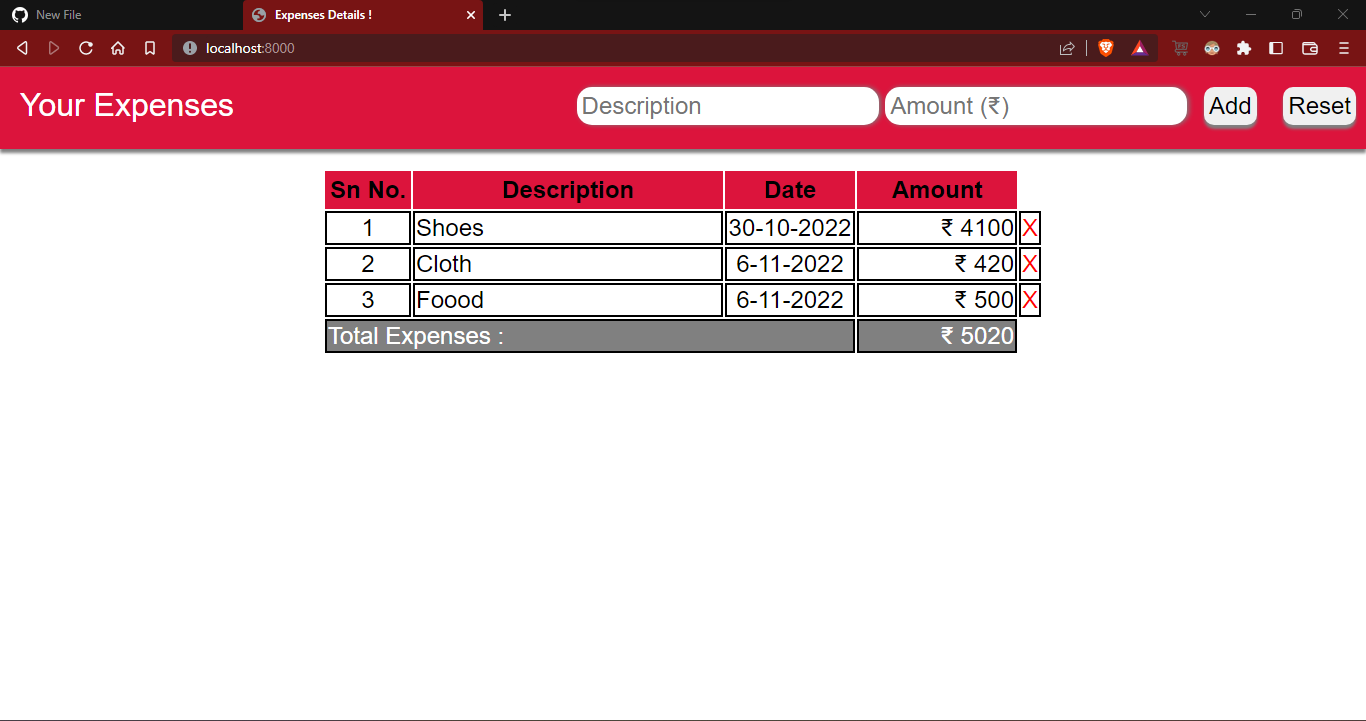 New File
Expenses Details !
localhost:8000
Your Expenses Description Amount (₹) Add Reset
Sn No. Description Date Amount
1 Shoes 30-10-2022 ₹ 4100 X
2 Cloth 6-11-2022 ₹ 420 X
3 Foood 6-11-2022 ₹ 500 X
Total Expenses : ₹ 5020